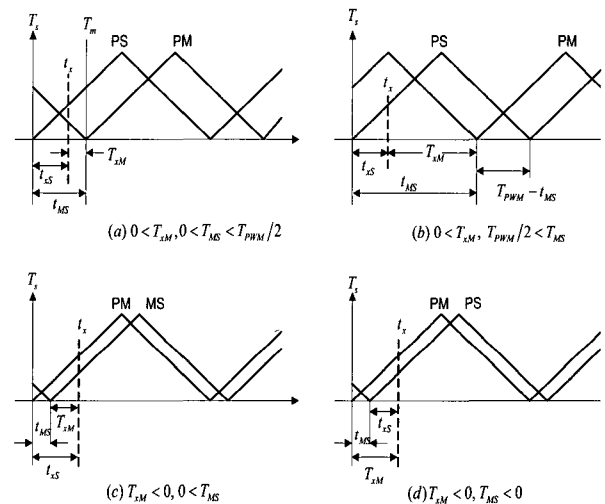 T_s T_m PS PM
t_x
T_xM
t_xS
t_MS
(a) 0 < T_xM, 0 < T_MS < T_PWM/2
T_s PS PM
t_x
t_xS T_xM
t_MS T_PWM − t_MS
(b) 0 < T_xM, T_PWM/2 < T_MS
T_s PM MS
t_x
t_MS T_xM
t_xS
(c) T_xM < 0, 0 < T_MS
T_s PM PS
t_x
t_MS t_xS
T_xM
(d) T_xM < 0, T_MS < 0